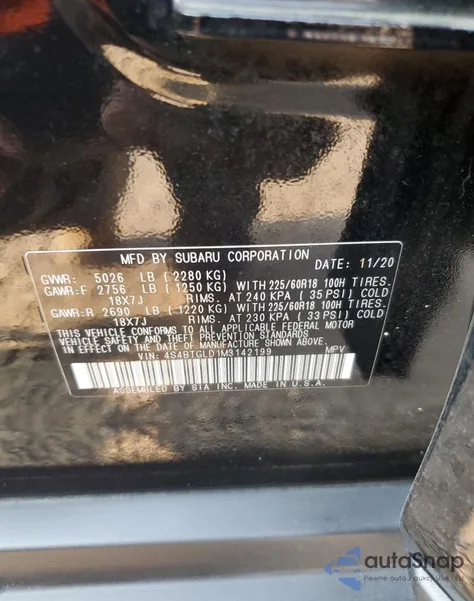 MFD BY SUBARU CORPORATION DATE: 11/20
GVWR: 5026 LB (2280 KG)
GAWR:F 2756 LB (1250 KG) WITH 225/60R18 100H TIRES.
18X7J RIMS. AT 240 KPA (35 PSI) COLD
GAWR:R 2690 LB (1220 KG) WITH 225/60R18 100H TIRES.
18X7J RIMS. AT 230 KPA (33 PSI) COLD
THIS VEHICLE CONFORMS TO ALL APPLICABLE FEDERAL MOTOR
VEHICLE SAFETY AND THEFT PREVENTION STANDARDS
IN EFFECT ON THE DATE OF MANUFACTURE SHOWN ABOVE.
VIN: 4S4BTGLD1M3142199 MPV
ASSEMBLED BY SIA INC. MADE IN U.S.A.
autoSnap
Pewne auto z aukcji USA